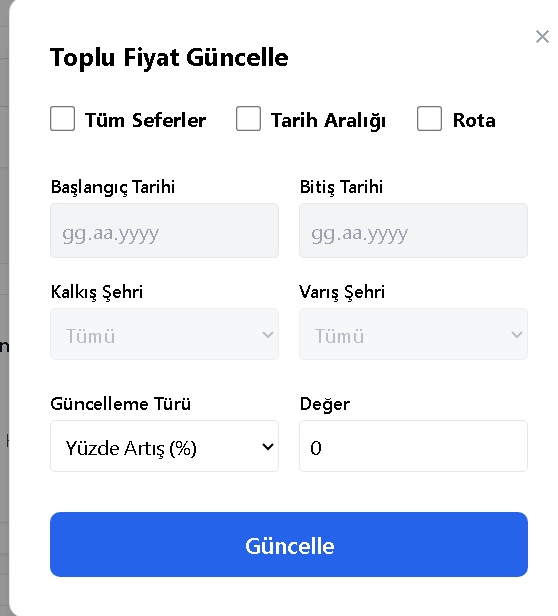 Toplu Fiyat Güncelle
Tüm Seferler Tarih Aralığı Rota
Başlangıç Tarihi Bitiş Tarihi
gg.aa.yyyy gg.aa.yyyy
Kalkış Şehri Varış Şehri
Tümü Tümü
Güncelleme Türü Değer
Yüzde Artış (%) 0
Güncelle